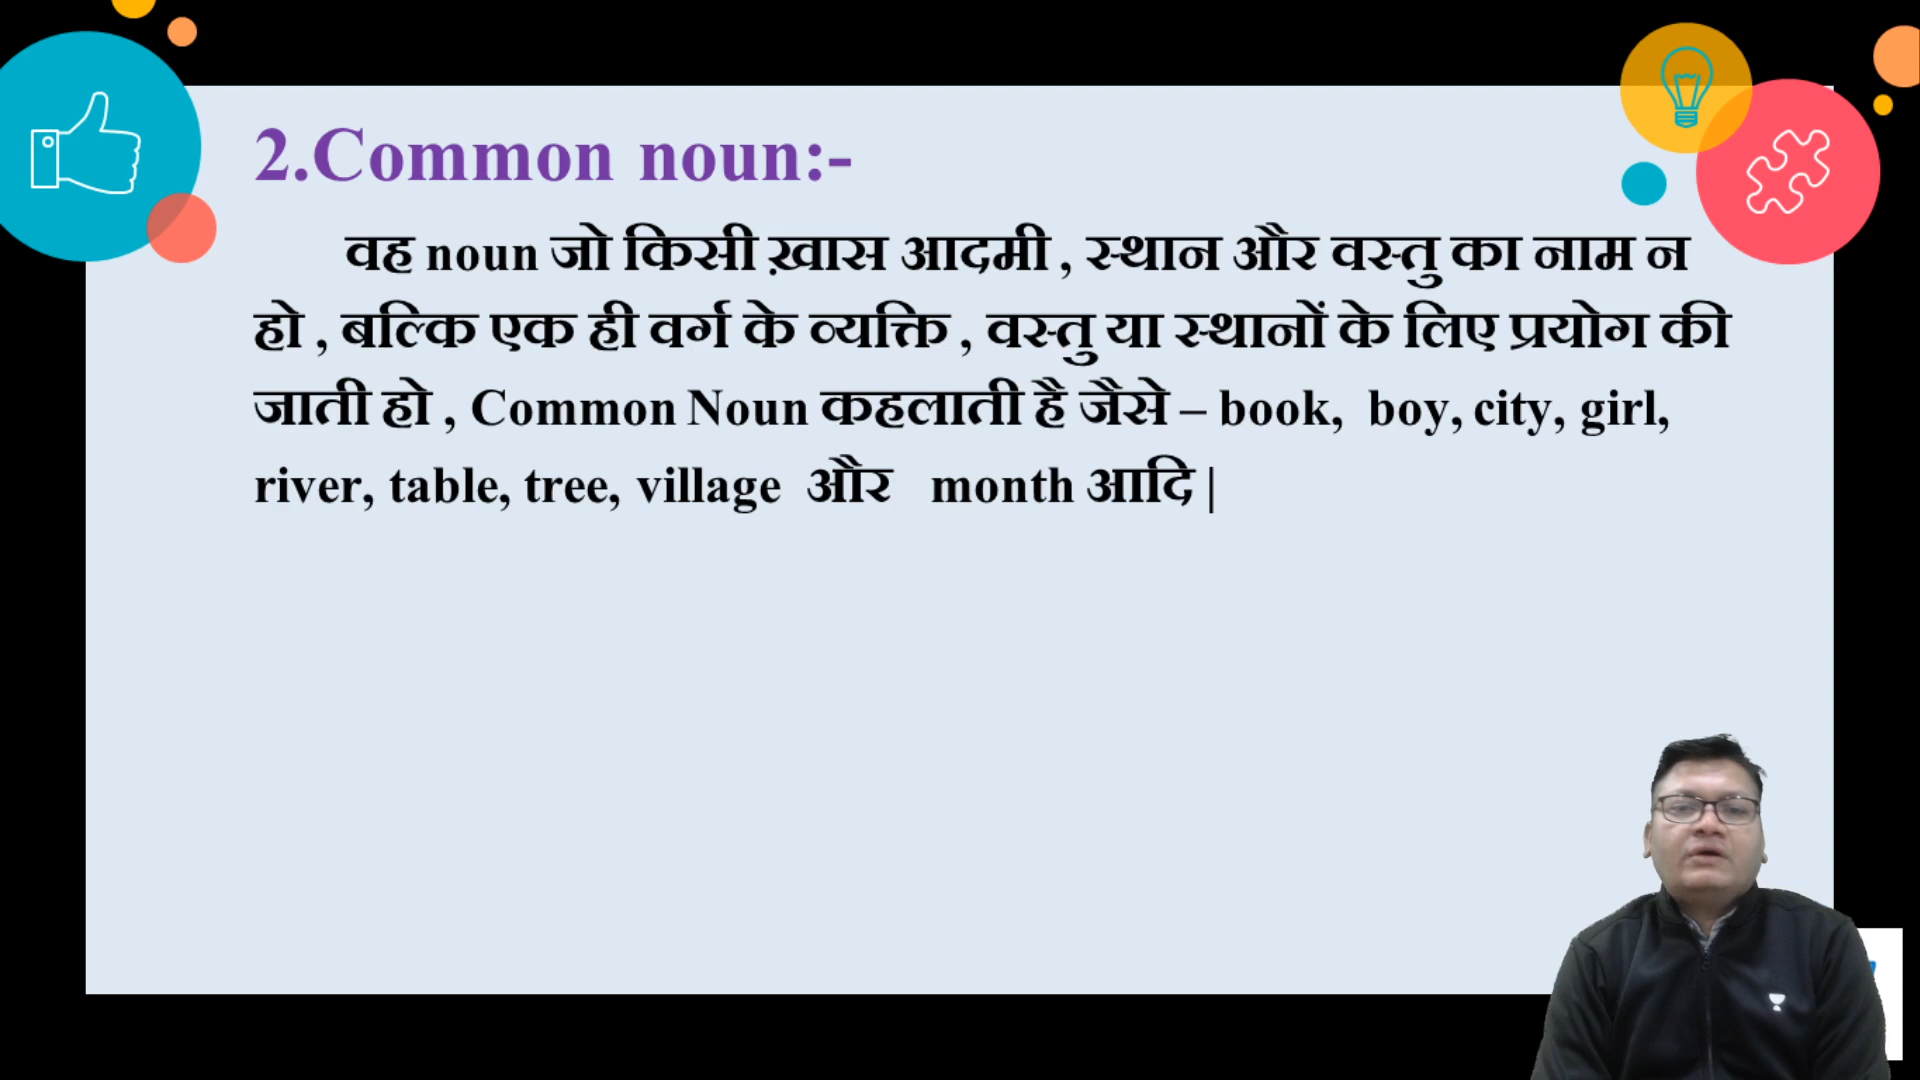 2.Common noun:-
वह noun जो किसी ख़ास आदमी , स्थान और वस्तु का नाम न
हो , बल्कि एक ही वर्ग के व्यक्ति , वस्तु या स्थानों के लिए प्रयोग की
जाती हो , Common Noun कहलाती है जैसे – book, boy, city, girl,
river, table, tree, village और month आदि |